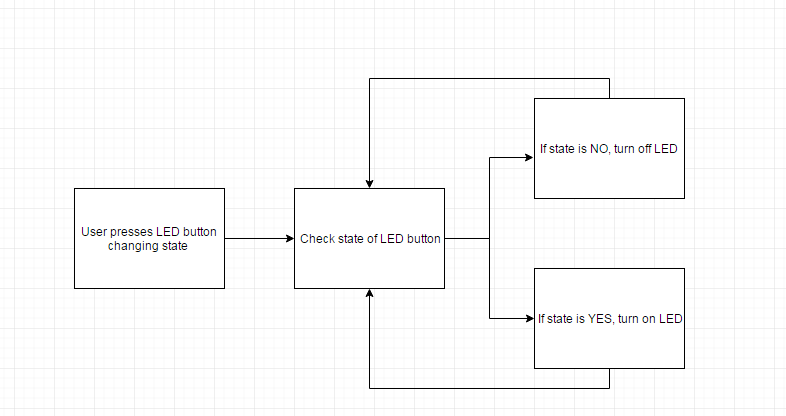 If state is NO, turn off LED
User presses LED button
changing state
Check state of LED button
If state is YES, turn on LED